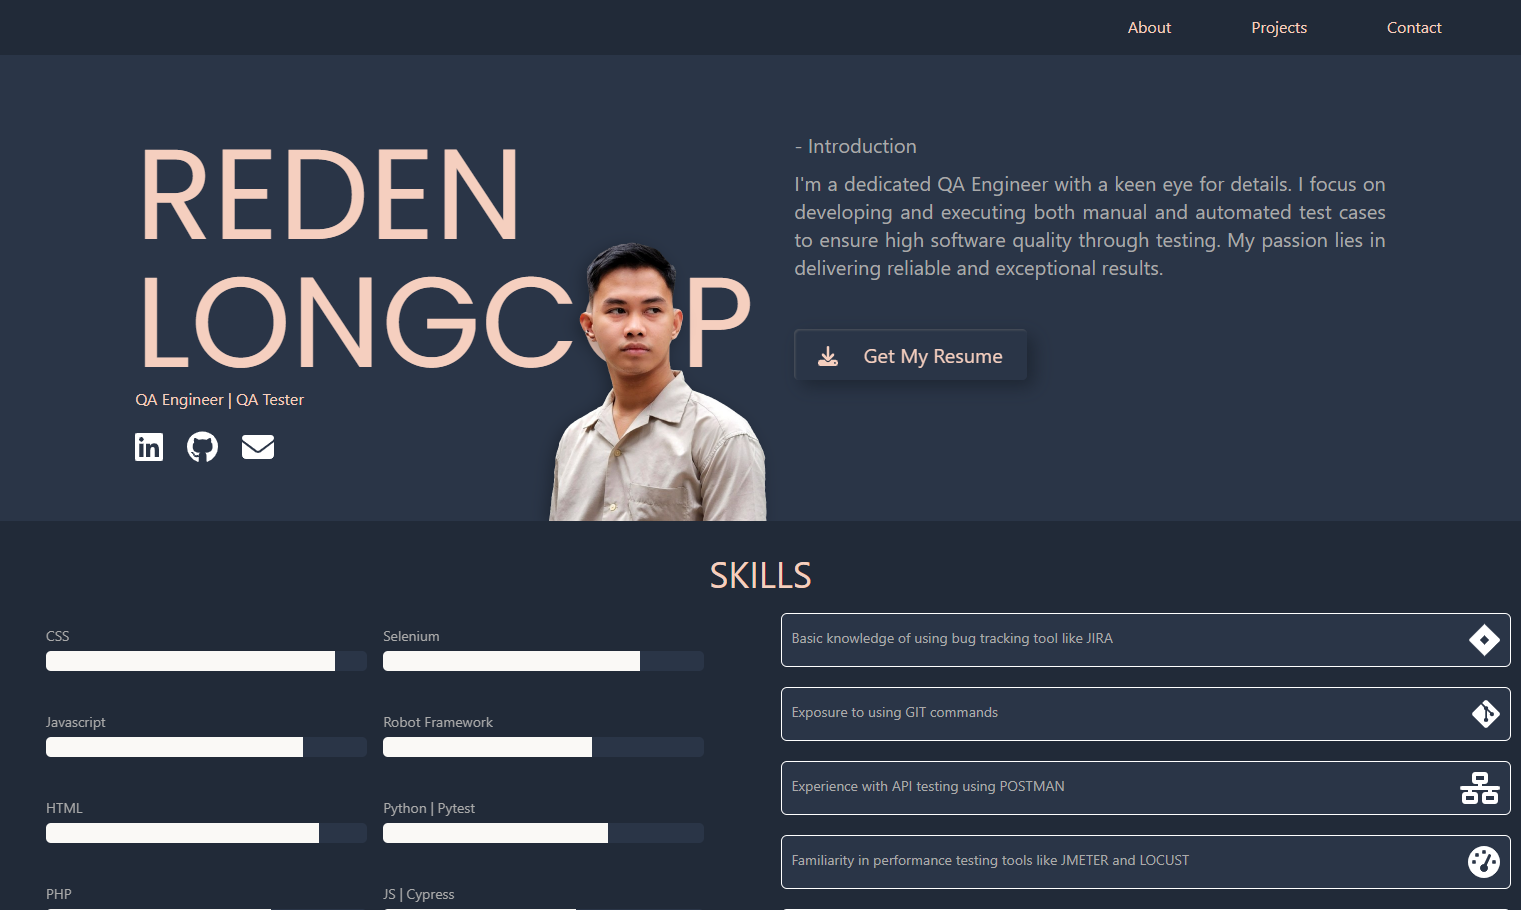 About
Projects
Contact
REDEN
LONGC P
QA Engineer | QA Tester
- Introduction
I'm a dedicated QA Engineer with a keen eye for details. I focus on
developing and executing both manual and automated test cases
to ensure high software quality through testing. My passion lies in
delivering reliable and exceptional results.
Get My Resume
SKILLS
CSS
Selenium
Javascript
Robot Framework
HTML
Python | Pytest
PHP
JS | Cypress
Basic knowledge of using bug tracking tool like JIRA
Exposure to using GIT commands
Experience with API testing using POSTMAN
Familiarity in performance testing tools like JMETER and LOCUST